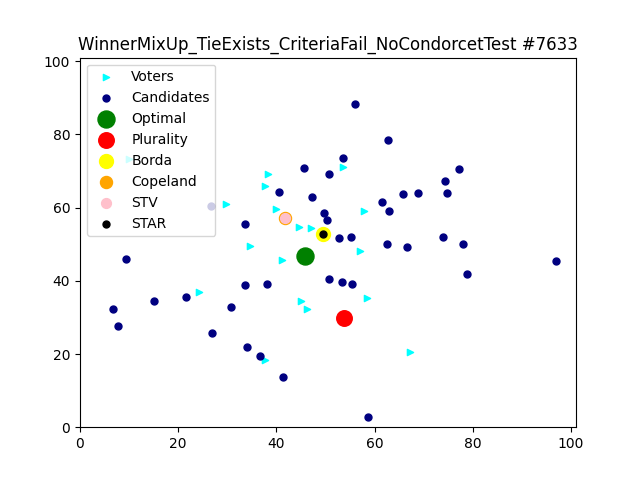 WinnerMixUp_TieExists_CriteriaFail_NoCondorcetTest #7633
100
80
60
40
20
0
Voters
Candidates
Optimal
Plurality
Borda
Copeland
STV
STAR
0 20 40 60 80 100